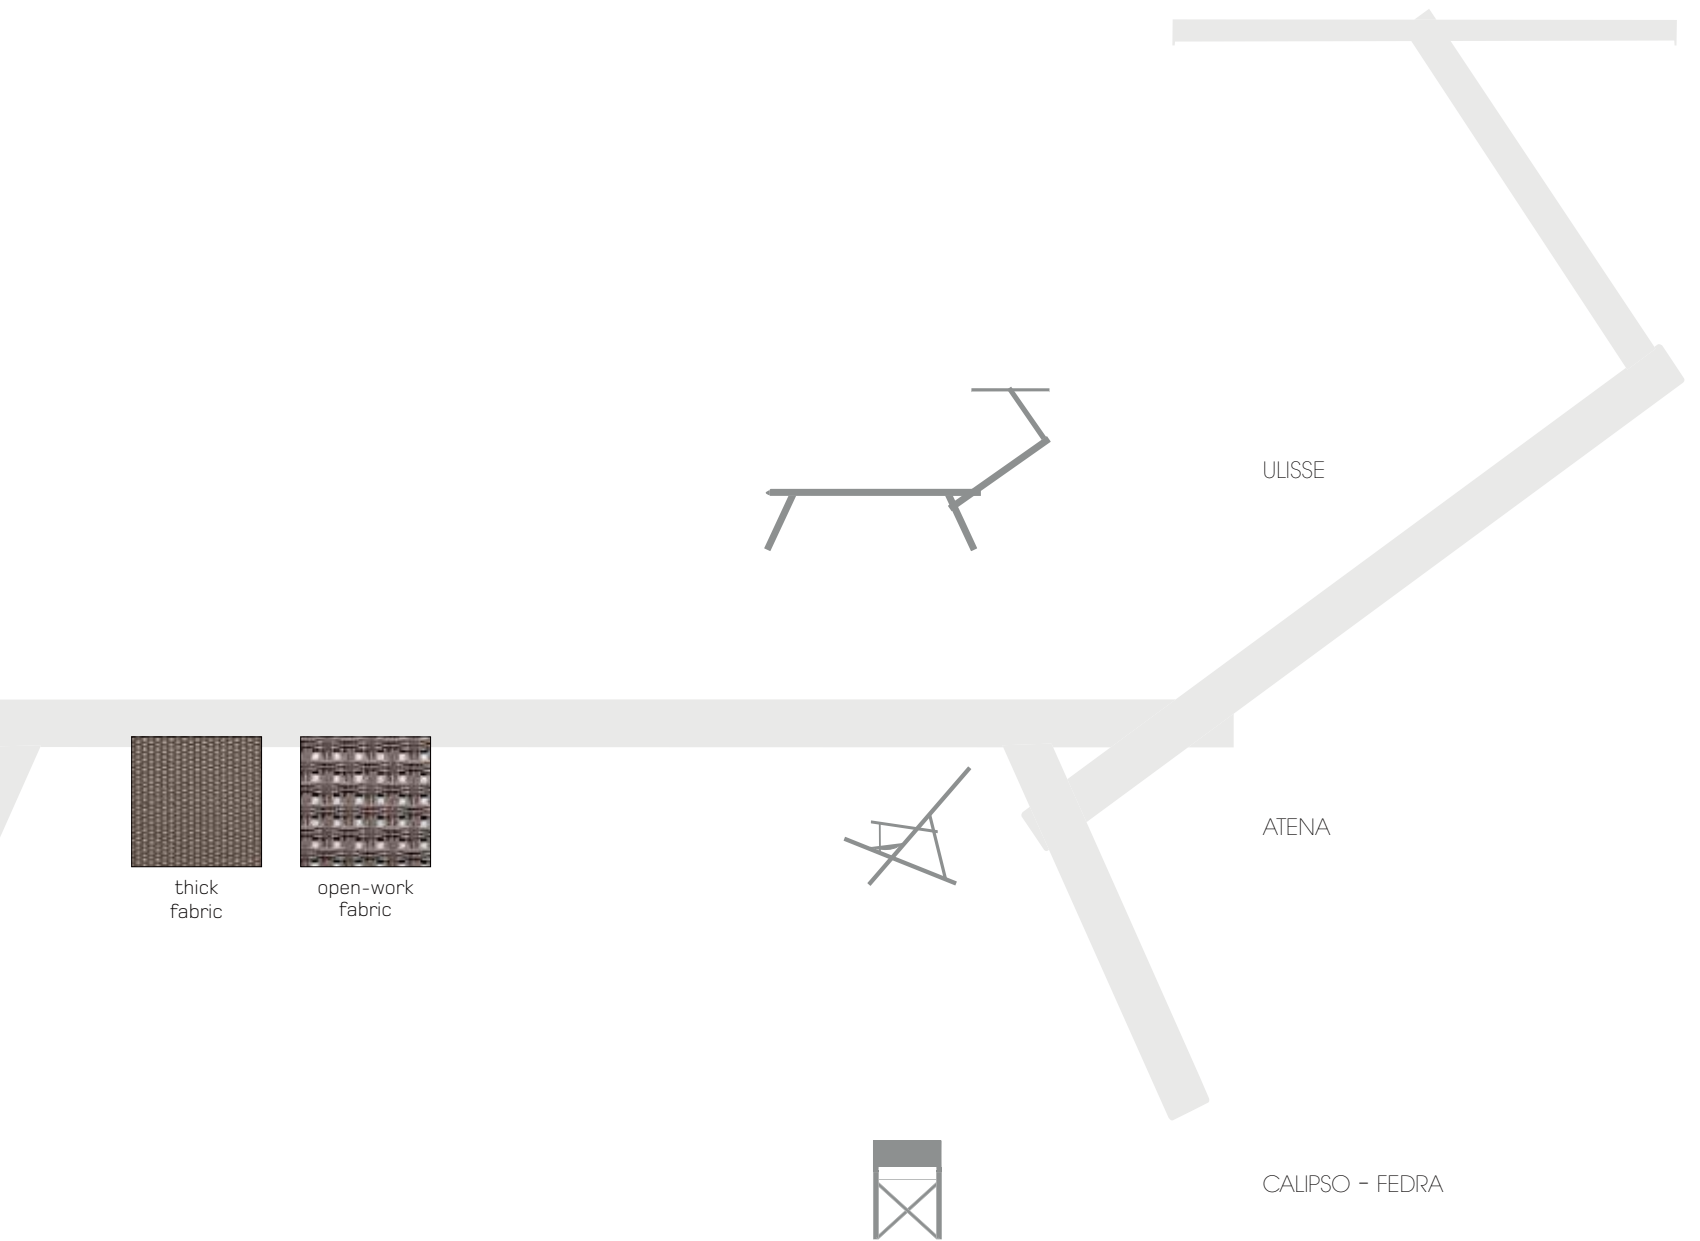 ULISSE
ATENA
thick
fabric
open-work
fabric
CALIPSO - FEDRA